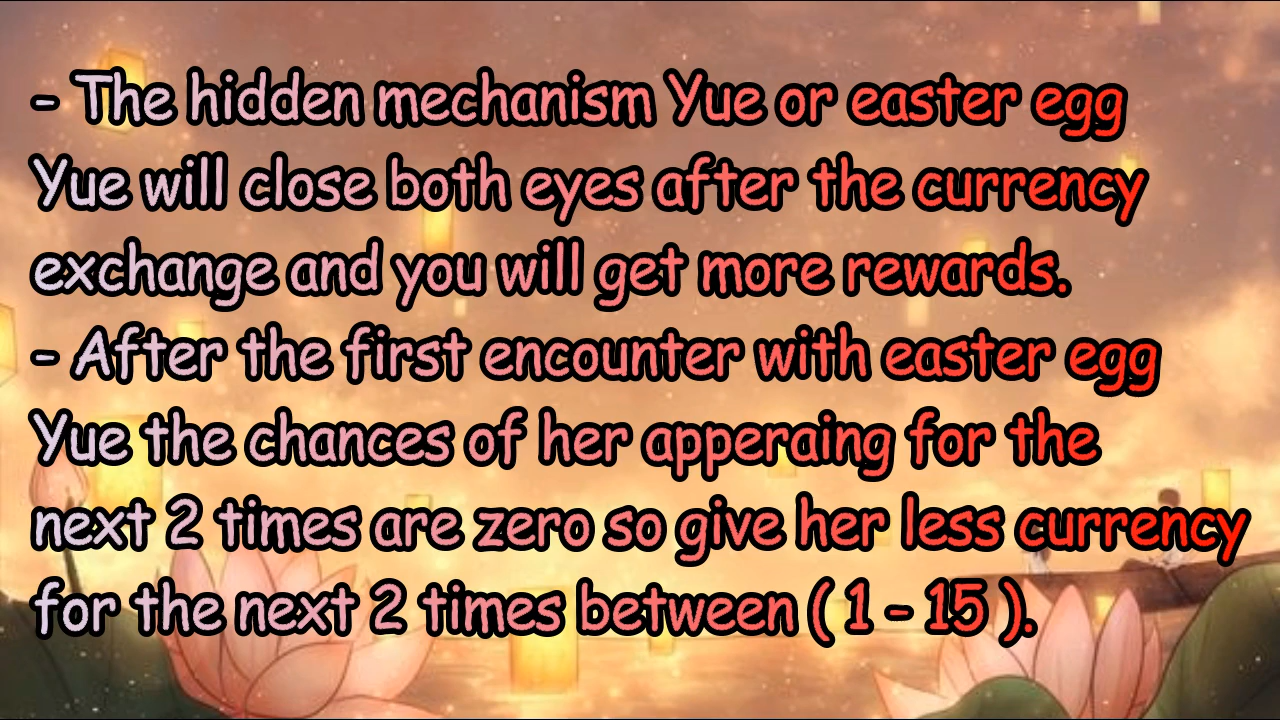 - The hidden mechanism Yue or easter egg
Yue will close both eyes after the currency
exchange and you will get more rewards.
- After the first encounter with easter egg
Yue the chances of her apperaing for the
next 2 times are zero so give her less currency
for the next 2 times between ( 1 - 15 ).